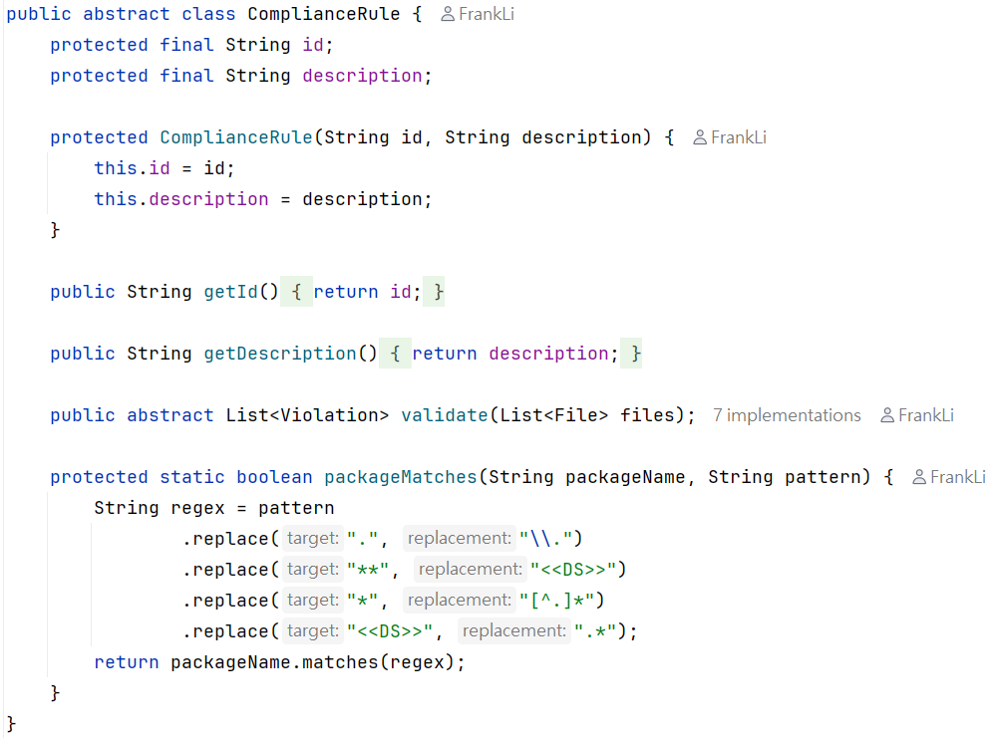 public abstract class ComplianceRule { FrankLi
    protected final String id;
    protected final String description;

    protected ComplianceRule(String id, String description) { FrankLi
        this.id = id;
        this.description = description;
    }

    public String getId() { return id; }

    public String getDescription() { return description; }

    public abstract List<Violation> validate(List<File> files); 7 implementations FrankLi

    protected static boolean packageMatches(String packageName, String pattern) { FrankLi
        String regex = pattern
                .replace( target: ".", replacement: "\\.")
                .replace( target: "**", replacement: "<<DS>>")
                .replace( target: "*", replacement: "[^.]*")
                .replace( target: "<<DS>>", replacement: ".*");
        return packageName.matches(regex);
    }
}